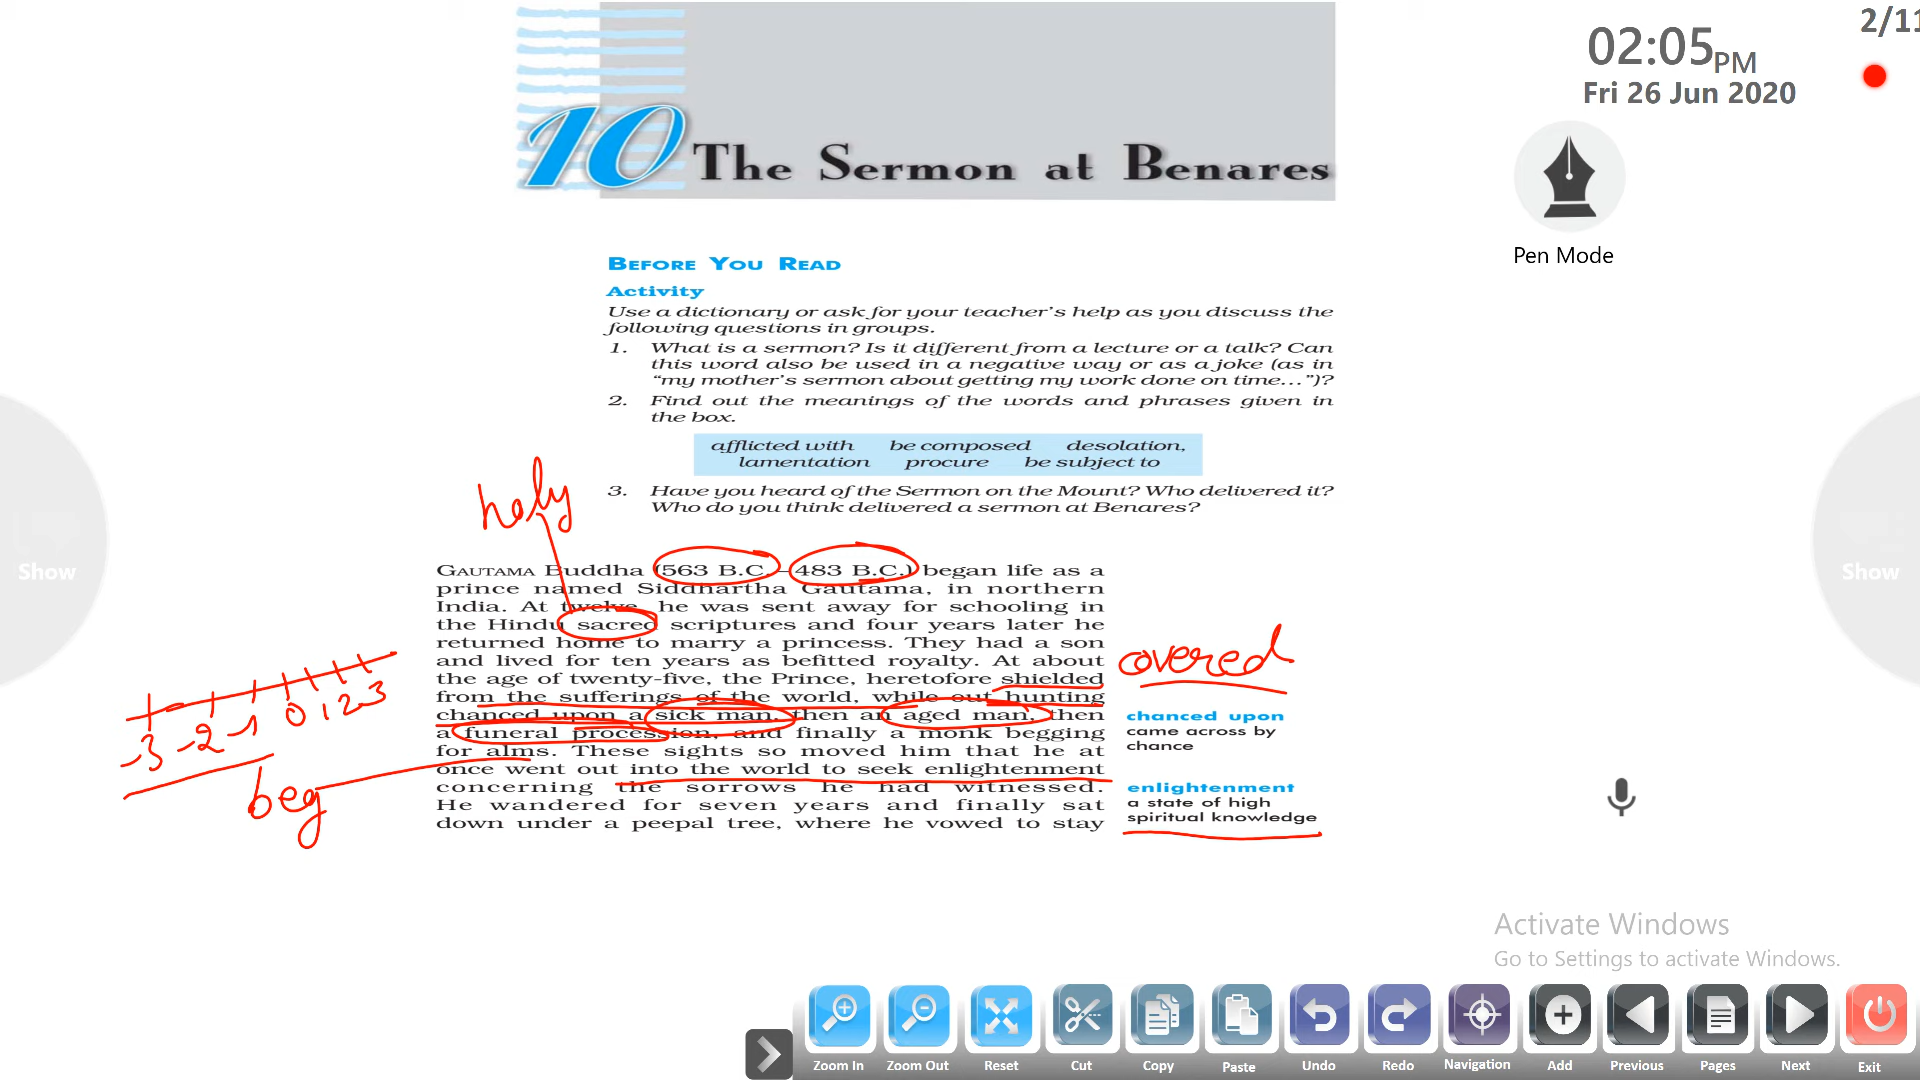 2/11
02:05PM
Fri 26 Jun 2020
Pen Mode
10 The Sermon at Benares
BEFORE YOU READ
Activity
Use a dictionary or ask for your teacher's help as you discuss the
following questions in groups.
1. What is a sermon? Is it different from a lecture or a talk? Can
this word also be used in a negative way or as a joke (as in
“my mother's sermon about getting my work done on time…”)?
2. Find out the meanings of the words and phrases given in
the box.
afflicted with be composed desolation,
lamentation procure be subject to
3. Have you heard of the Sermon on the Mount? Who delivered it?
Who do you think delivered a sermon at Benares?
holy
GAUTAMA Buddha (563 B.C. – 483 B.C.) began life as a
prince named Siddhartha Gautama, in northern
India. At twelve, he was sent away for schooling in
the Hindu sacred scriptures and four years later he
returned home to marry a princess. They had a son
and lived for ten years as befitted royalty. At about
the age of twenty-five, the Prince, heretofore shielded
from the sufferings of the world, while out hunting
chanced upon a sick man, then an aged man, then
a funeral procession, and finally a monk begging
for alms. These sights so moved him that he at
once went out into the world to seek enlightenment
concerning the sorrows he had witnessed.
He wandered for seven years and finally sat
down under a peepal tree, where he vowed to stay
covered
chanced upon
came across by
chance
enlightenment
a state of high
spiritual knowledge
-3 -2 -1 0 1 2 3
beg
Show
Show
Activate Windows
Go to Settings to activate Windows.
Zoom In Zoom Out Reset Cut Copy Paste Undo Redo Navigation Add Previous Pages Next Exit